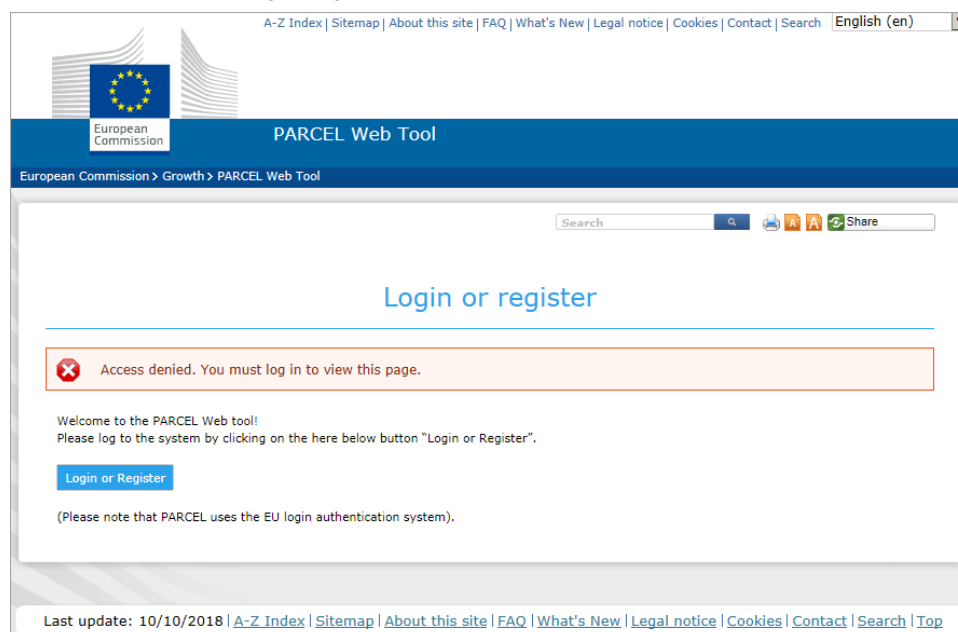 A-Z Index | Sitemap | About this site | FAQ | What's New | Legal notice | Cookies | Contact | Search English (en)
European
Commission
PARCEL Web Tool
European Commission > Growth > PARCEL Web Tool
Search A A Share
Login or register
Access denied. You must log in to view this page.
Welcome to the PARCEL Web tool!
Please log to the system by clicking on the here below button "Login or Register".
Login or Register
(Please note that PARCEL uses the EU login authentication system).
Last update: 10/10/2018 | A-Z Index | Sitemap | About this site | FAQ | What's New | Legal notice | Cookies | Contact | Search | Top